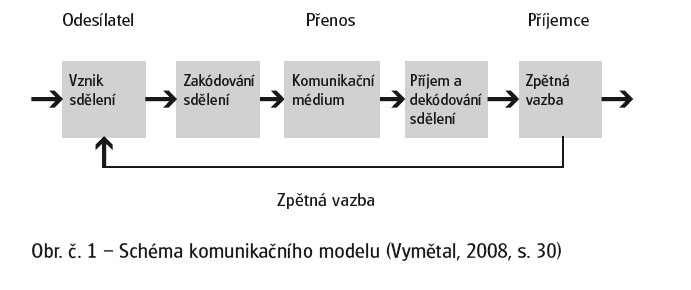 Odesílatel
Přenos
Příjemce
Vznik
sdělení
Zakódování
sdělení
Komunikační
médium
Příjem a
dekódování
sdělení
Zpětná
vazba
Zpětná vazba
Obr. č. 1 – Schéma komunikačního modelu (Vymětal, 2008, s. 30)